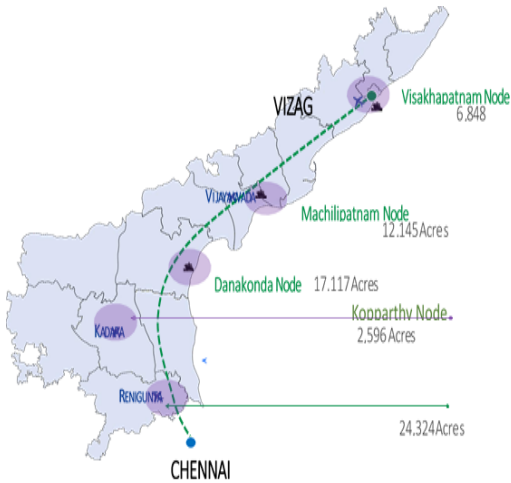 VIZAG
Visakhapatnam Node
6.848
VIJAYAWADA
Machilipatnam Node
12.145 Acres
Danakonda Node 17.117 Acres
Kopparthy Node
KADAPA
2,596 Acres
RENIGUNTA
24.324 Acres
CHENNAI